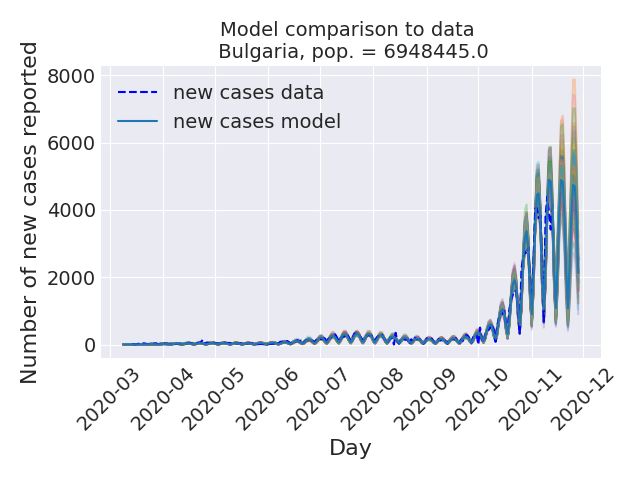 Model comparison to data
Bulgaria, pop. = 6948445.0
Number of new cases reported
8000
6000
4000
2000
0
new cases data
new cases model
2020-03
2020-04
2020-05
2020-06
2020-07
2020-08
2020-09
2020-10
2020-11
2020-12
Day